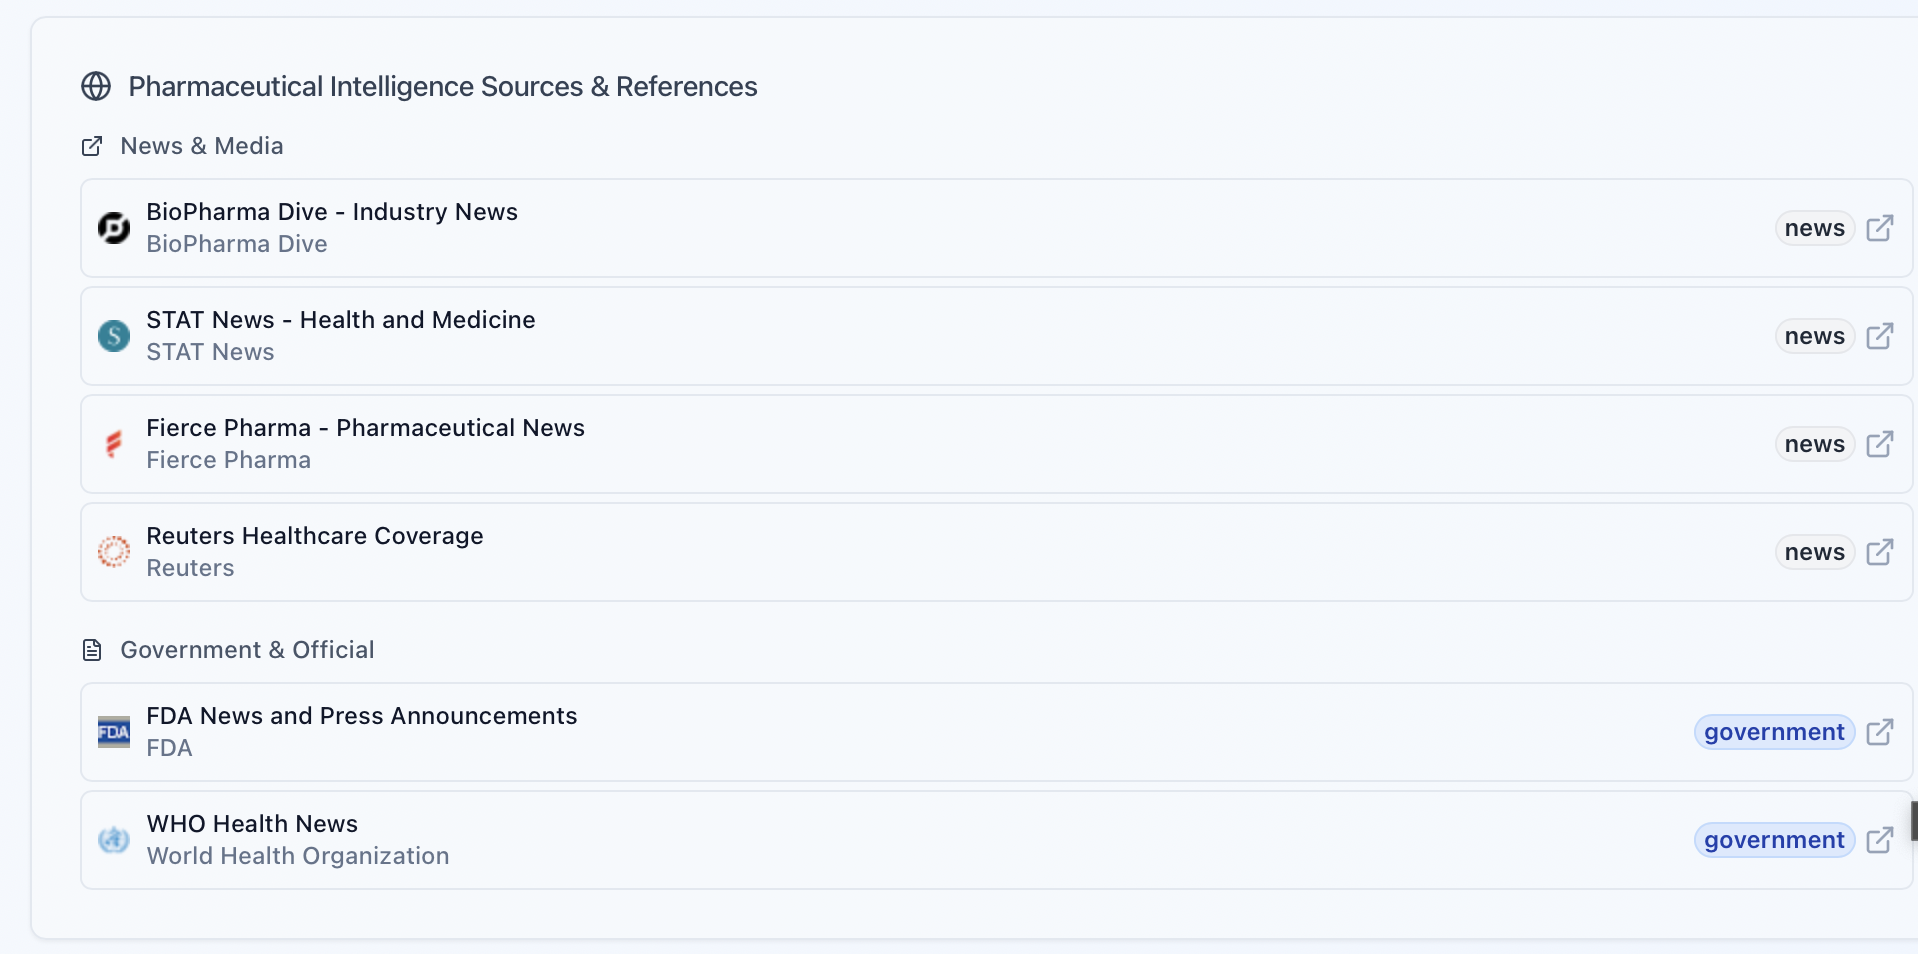 Pharmaceutical Intelligence Sources & References
News & Media
BioPharma Dive - Industry News
BioPharma Dive
news
STAT News - Health and Medicine
STAT News
news
Fierce Pharma - Pharmaceutical News
Fierce Pharma
news
Reuters Healthcare Coverage
Reuters
news
Government & Official
FDA
FDA News and Press Announcements
FDA
government
WHO Health News
World Health Organization
government